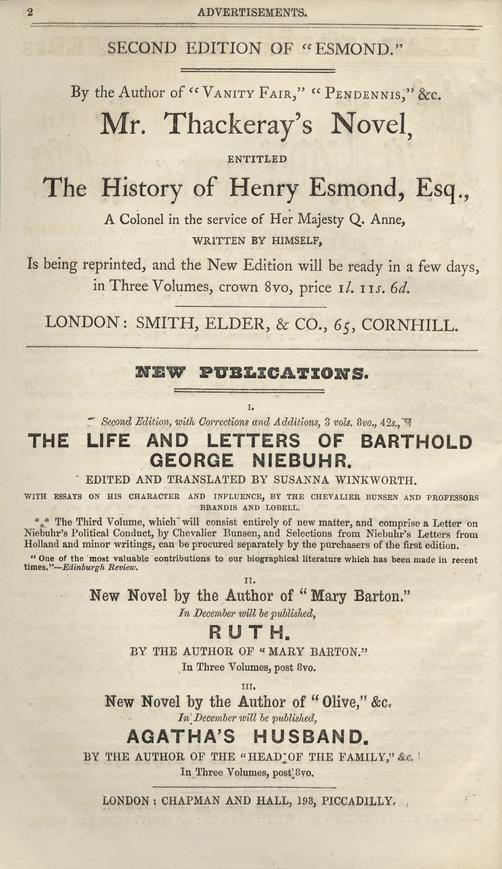 2
ADVERTISEMENTS.
SECOND EDITION OF "ESMOND."
By the Author of "VANITY FAIR," "PENDENNIS," &c.
Mr. Thackeray's Novel,
ENTITLED
The History of Henry Esmond, Esq.,
A Colonel in the service of Her Majesty Q. Anne,
WRITTEN BY HIMSELF,
Is being reprinted, and the New Edition will be ready in a few days,
in Three Volumes, crown 8vo, price 1l. 11s. 6d.
LONDON: SMITH, ELDER, & CO., 65, CORNHILL.
NEW PUBLICATIONS.
I.
Second Edition, with Corrections and Additions, 3 vols. 8vo., 42s.,
THE LIFE AND LETTERS OF BARTHOLD
GEORGE NIEBUHR.
EDITED AND TRANSLATED BY SUSANNA WINKWORTH.
WITH ESSAYS ON HIS CHARACTER AND INFLUENCE, BY THE CHEVALIER BUNSEN AND PROFESSORS
BRANDIS AND LOBELL.
*** The Third Volume, which will consist entirely of new matter, and comprise a Letter on
Niebuhr's Political Conduct, by Chevalier Bunsen, and Selections from Niebuhr's Letters from
Holland and minor writings, can be procured separately by the purchasers of the first edition.
"One of the most valuable contributions to our biographical literature which has been made in recent
times."—Edinburgh Review.
II.
New Novel by the Author of "Mary Barton."
In December will be published,
RUTH.
BY THE AUTHOR OF "MARY BARTON."
In Three Volumes, post 8vo.
III.
New Novel by the Author of "Olive," &c.
In December will be published,
AGATHA'S HUSBAND.
BY THE AUTHOR OF THE "HEAD OF THE FAMILY," &c.
In Three Volumes, post 8vo.
LONDON: CHAPMAN AND HALL, 193, PICCADILLY.